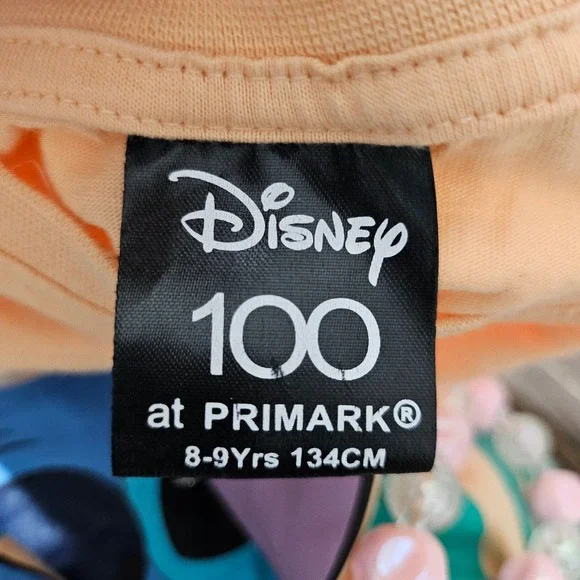 Disney
100
at PRIMARK®
8-9Yrs 134CM